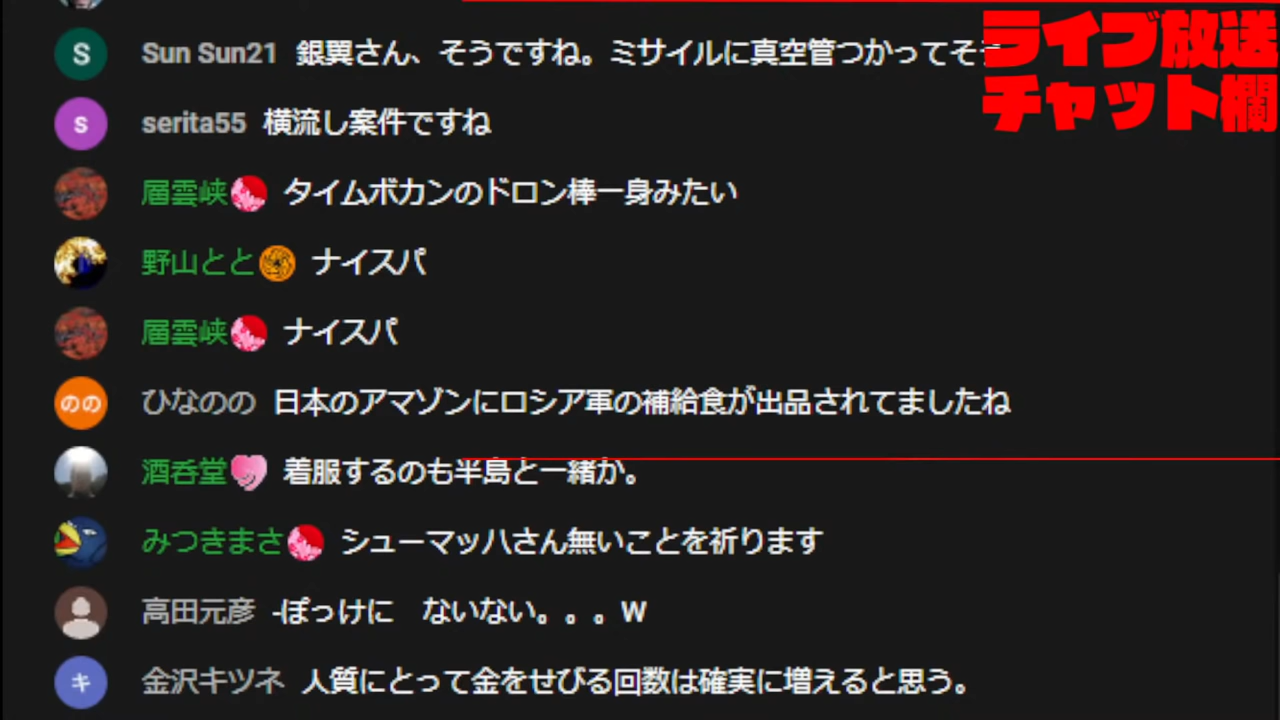 ライブ放送
チャット欄
S Sun Sun21 銀翼さん、そうですね。ミサイルに真空管つかってそう
s serita55 横流し案件ですね
層雲峡 タイムボカンのドロン棒一身みたい
野山とと ナイスパ
層雲峡 ナイスパ
のの ひなのの 日本のアマゾンにロシア軍の補給食が出品されてましたね
酒呑堂 着服するのも半島と一緒か。
みつきまさ シューマッハさん無いことを祈ります
高田元彦 -ぽっけに　ないない。。。W
キ 金沢キツネ 人質にとって金をせびる回数は確実に増えると思う。